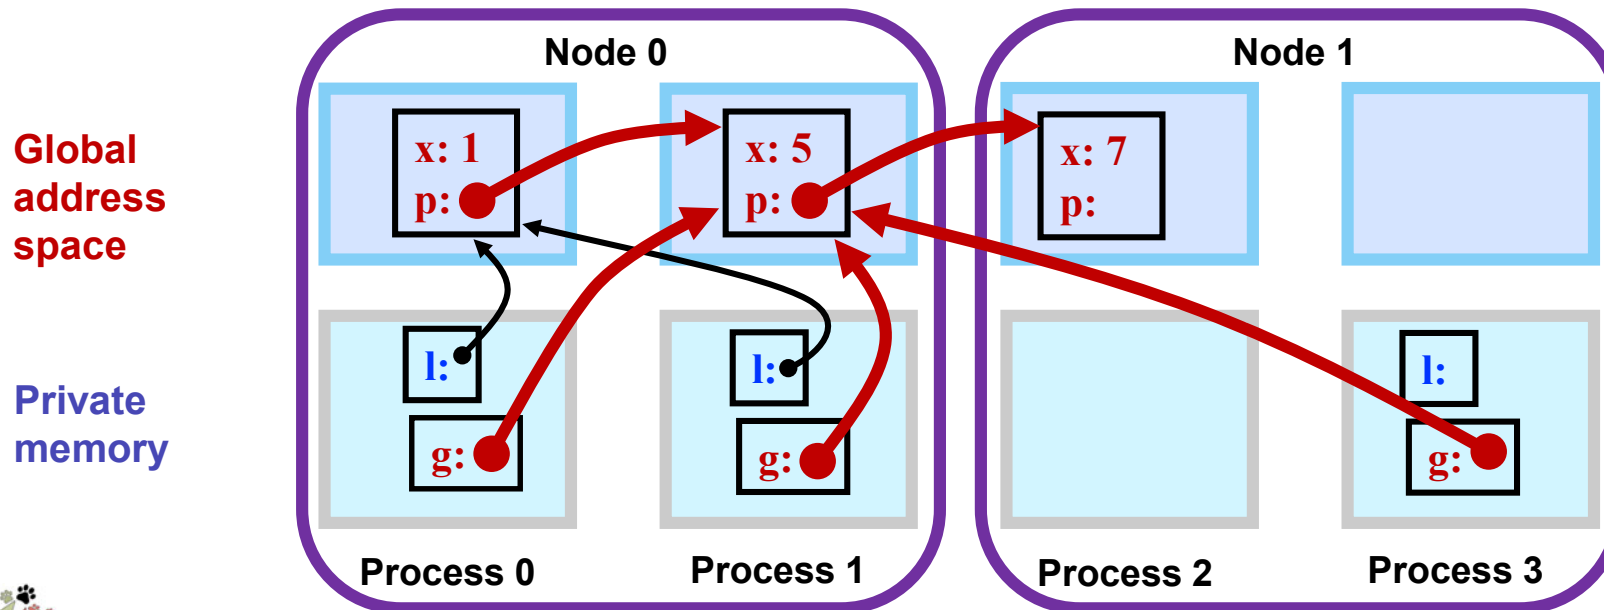 Node 0
Node 1
Global
address
space
x: 1
p:
x: 5
p:
x: 7
p:
Private
memory
l:
g:
l:
g:
l:
g:
Process 0
Process 1
Process 2
Process 3